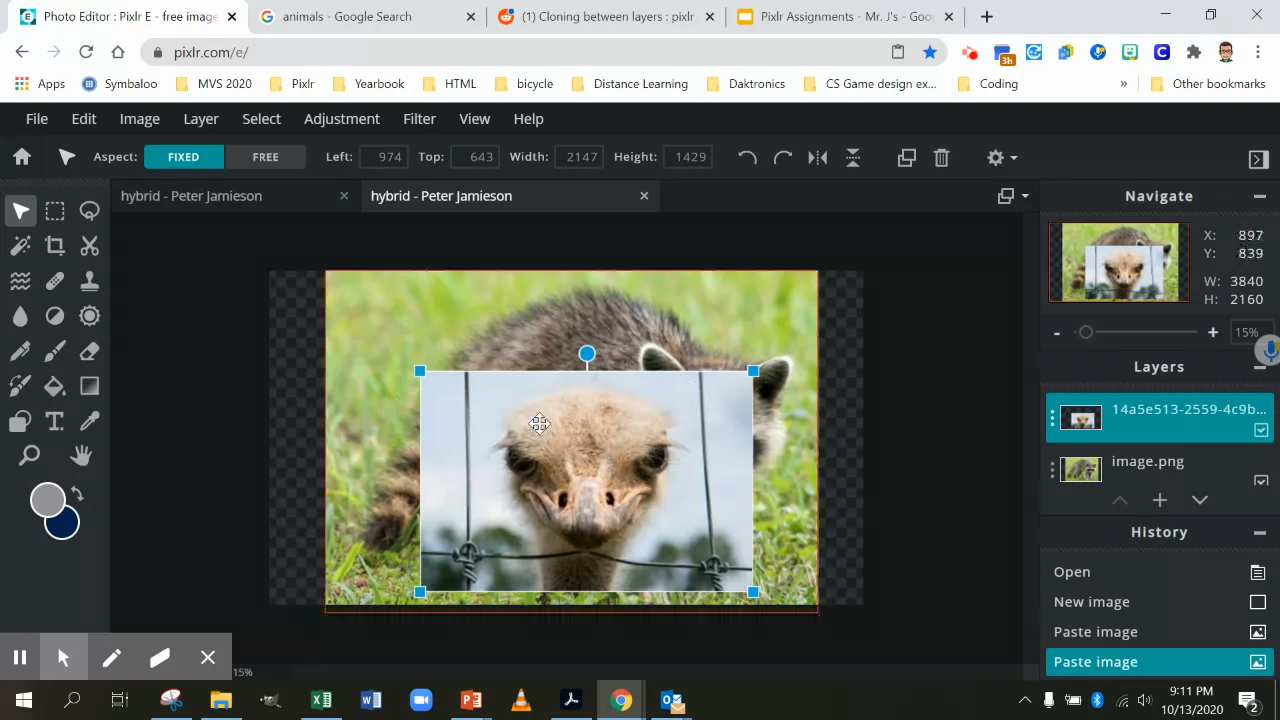 Photo Editor : Pixlr E - free image
animals - Google Search
(1) Cloning between layers : pixlr
Pixlr Assignments - Mr. J's - Goo
pixlr.com/e/
3h
Apps
Symbaloo
MVS 2020
Pixlr
Yearbook
HTML
bicycle
Distance Learning
Daktronics
CS Game design ex...
Coding
»
Other bookmarks
File Edit Image Layer Select Adjustment Filter View Help
Aspect: FIXED FREE Left: 974 Top: 643 Width: 2147 Height: 1429
hybrid - Peter Jamieson
hybrid - Peter Jamieson
Navigate
X: 897
Y: 839
W: 3840
H: 2160
- + 15%
Layers
14a5e513-2559-4c9b...
image.png
History
Open
New image
Paste image
Paste image
15%
9:11 PM
10/13/2020
2